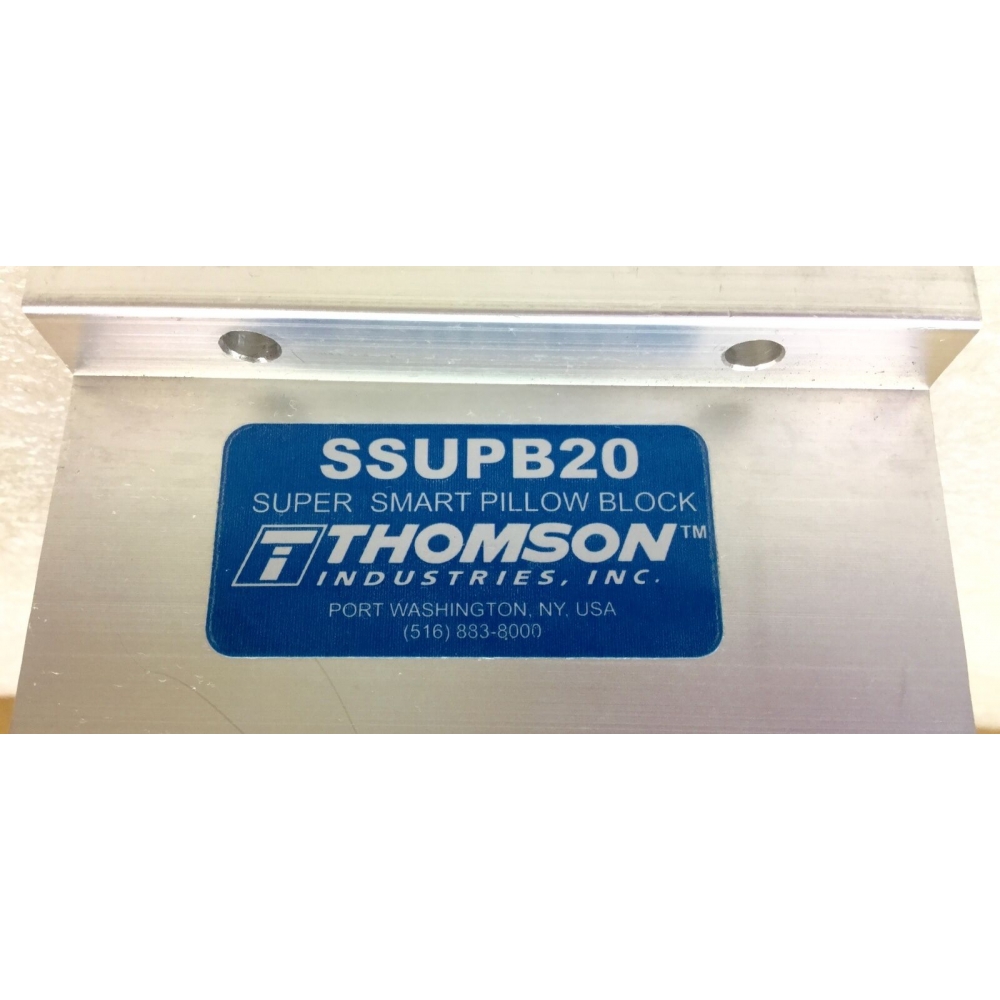 SSUPB20
SUPER SMART PILLOW BLOCK
THOMSON™
INDUSTRIES, INC.
PORT WASHINGTON, NY, USA
(516) 883-8000